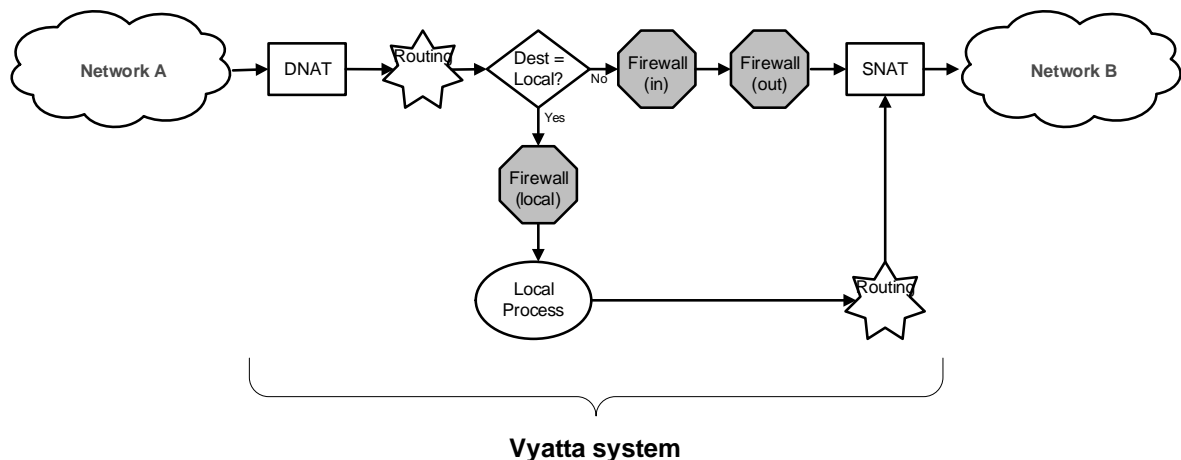 Network A
DNAT
Routing
Dest =
Local?
No
Yes
Firewall
(in)
Firewall
(out)
SNAT
Network B
Firewall
(local)
Local
Process
Routing
Vyatta system